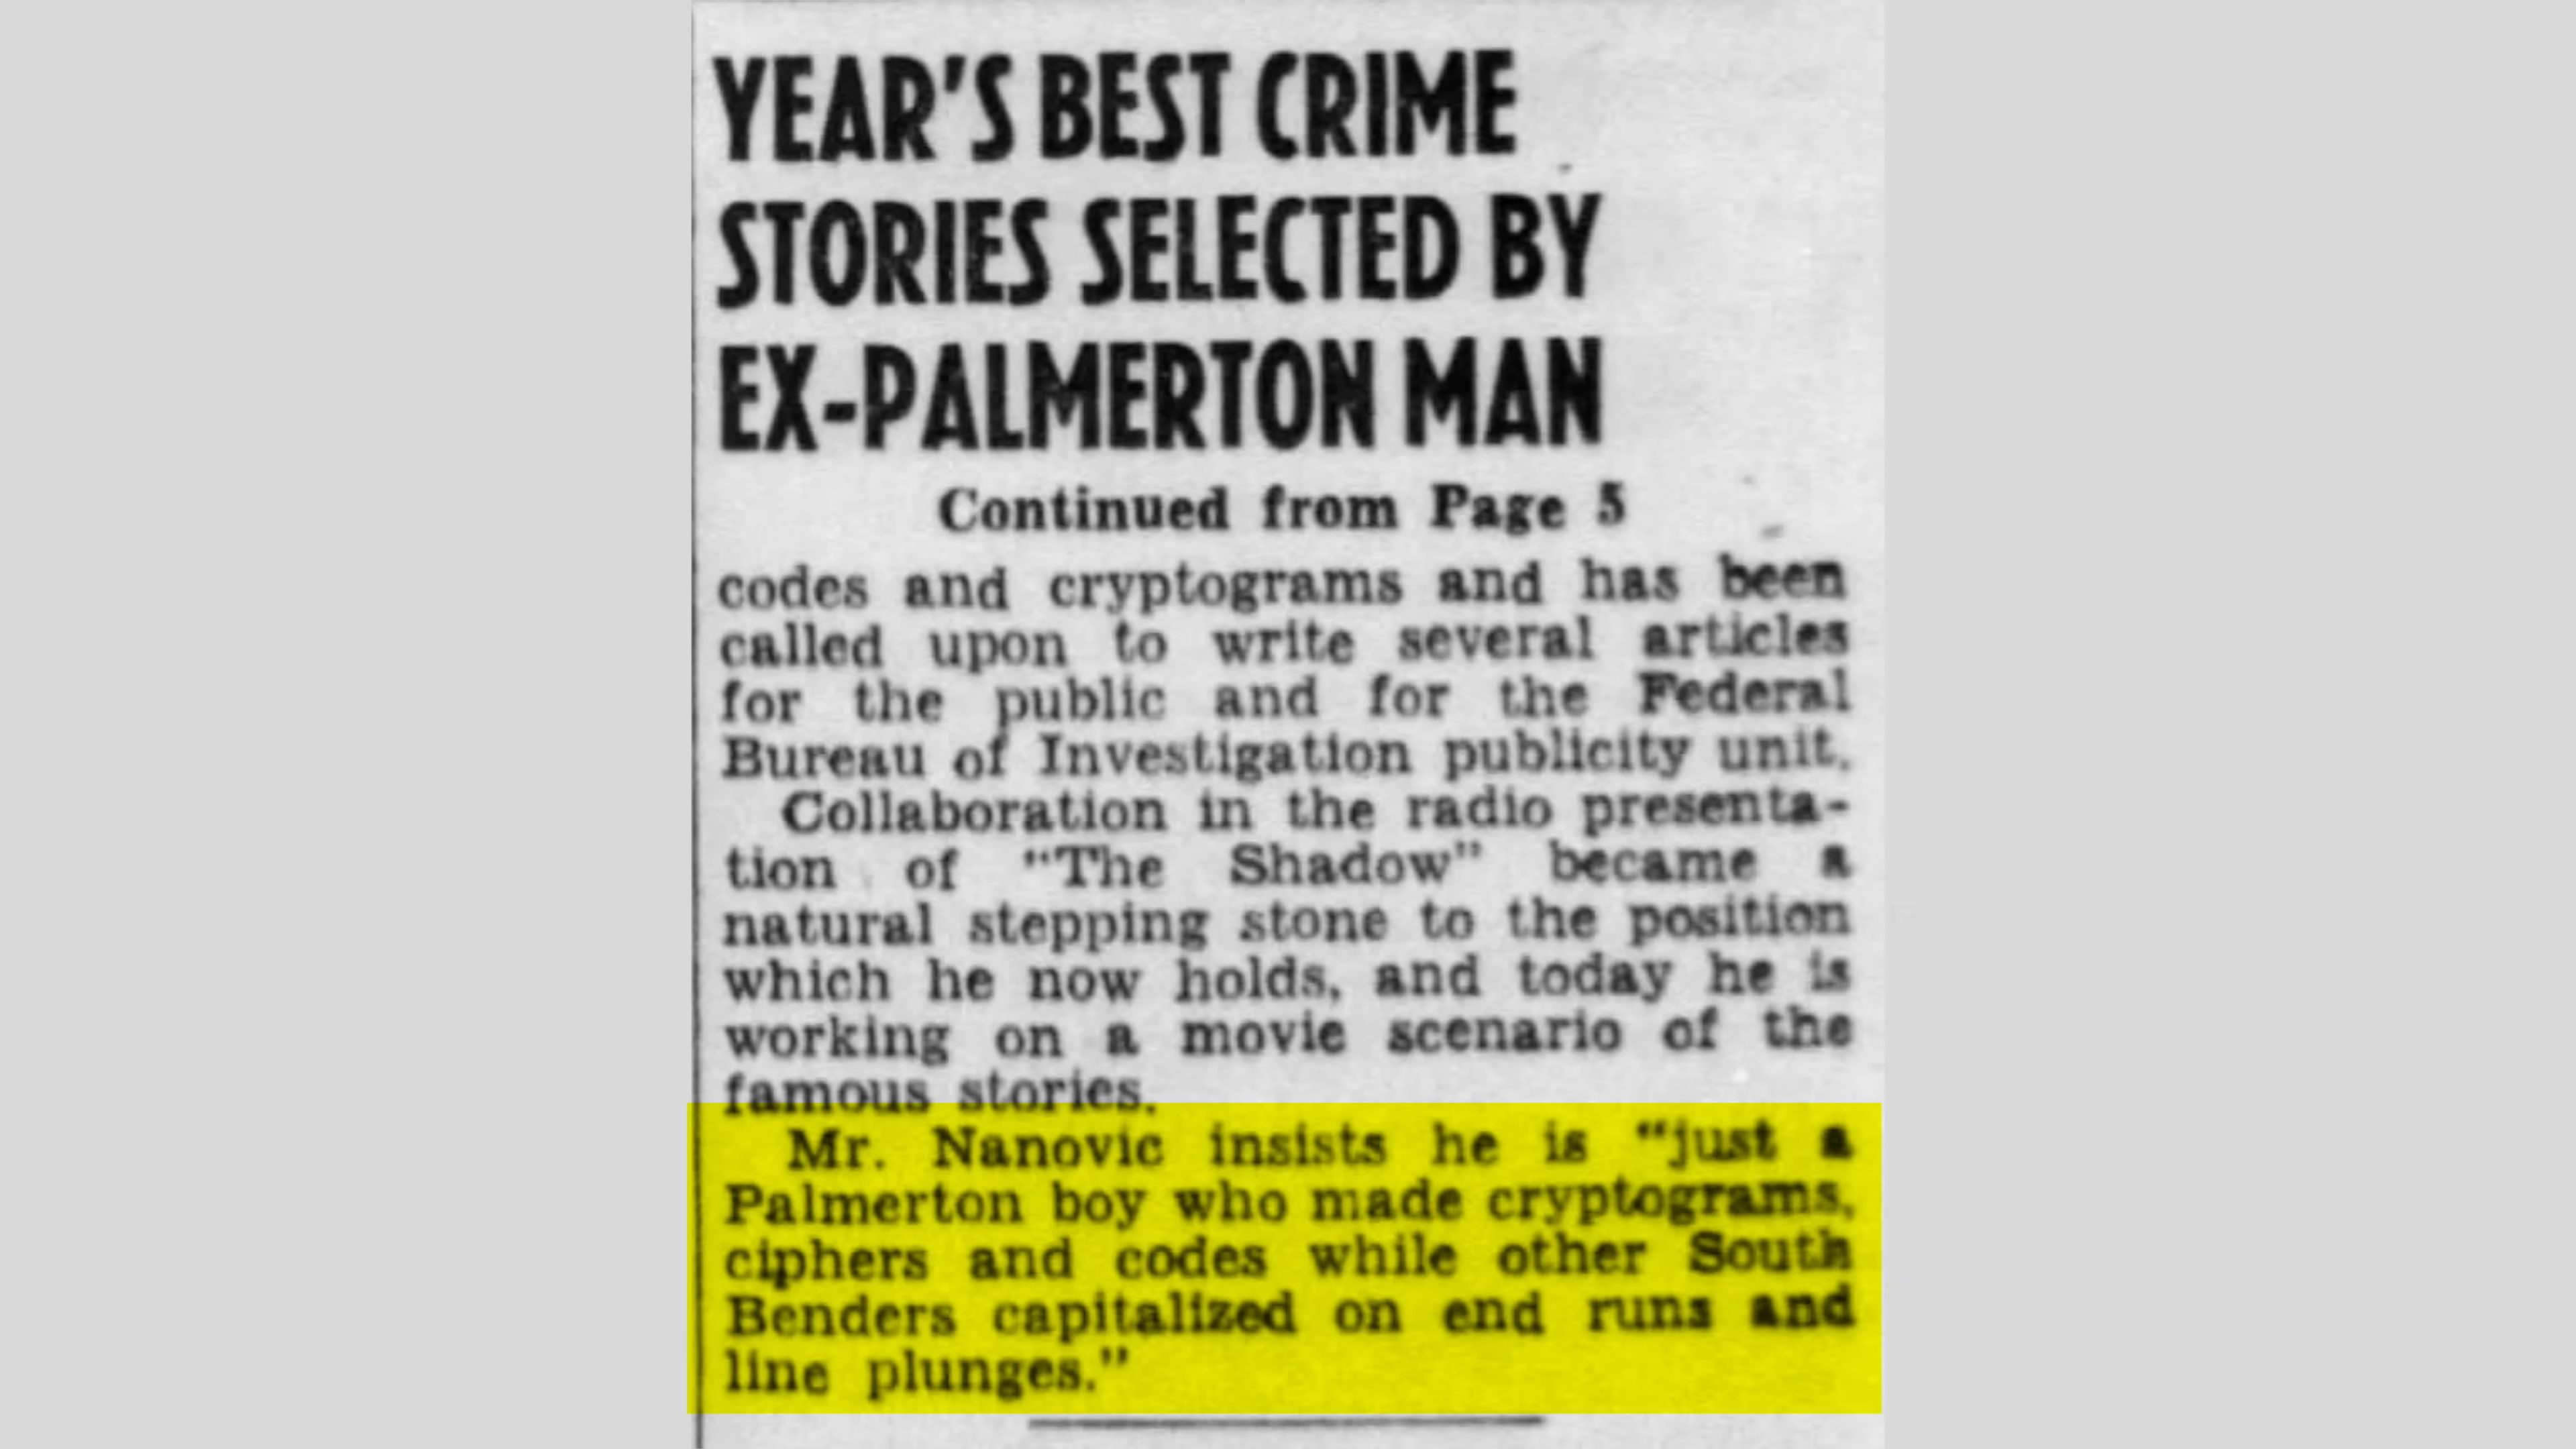 YEAR'S BEST CRIME
STORIES SELECTED BY
EX-PALMERTON MAN
Continued from Page 5
codes and cryptograms and has been
called upon to write several articles
for the public and for the Federal
Bureau of Investigation publicity unit.
Collaboration in the radio presenta-
tion of "The Shadow" became a
natural stepping stone to the position
which he now holds, and today he is
working on a movie scenario of the
famous stories.
Mr. Nanovic insists he is "just a
Palmerton boy who made cryptograms,
ciphers and codes while other South
Benders capitalized on end runs and
line plunges."